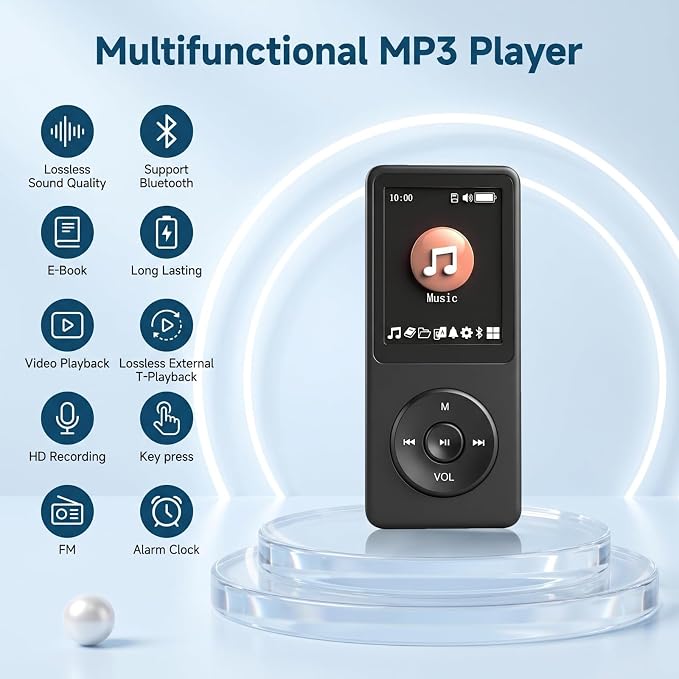 Multifunctional MP3 Player
Lossless
Sound Quality
Support
Bluetooth
E-Book
Long Lasting
Video Playback
Lossless External
T-Playback
HD Recording
Key press
FM
Alarm Clock
10:00
Music
M
VOL